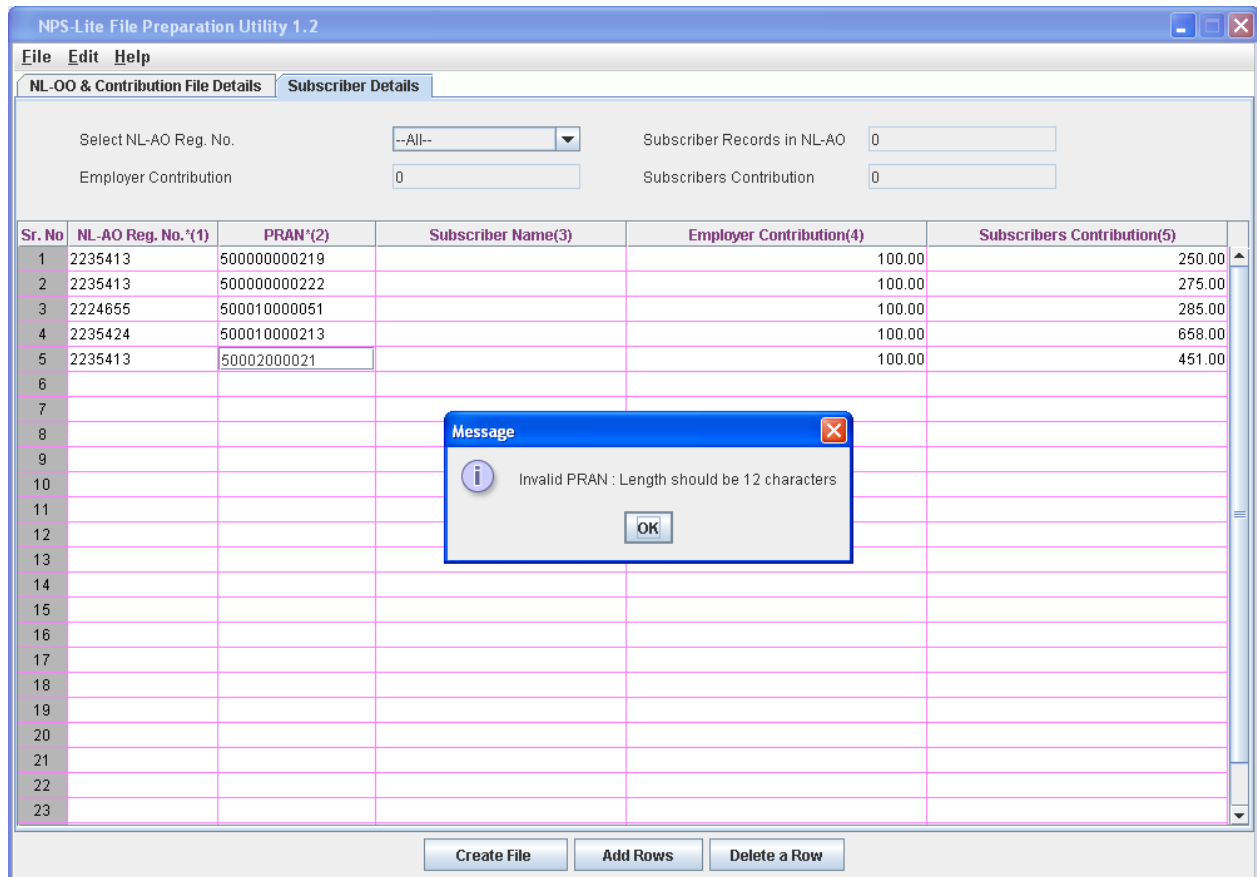 NPS-Lite File Preparation Utility 1.2
File Edit Help
NL-OO & Contribution File Details Subscriber Details
Select NL-AO Reg. No. --All-- Subscriber Records in NL-AO 0
Employer Contribution 0 Subscribers Contribution 0
Sr. No NL-AO Reg. No.*(1) PRAN*(2) Subscriber Name(3) Employer Contribution(4) Subscribers Contribution(5)
1 2235413 500000000219 100.00 250.00
2 2235413 500000000222 100.00 275.00
3 2224655 500010000051 100.00 285.00
4 2235424 500010000213 100.00 658.00
5 2235413 50002000021 100.00 451.00
6
7
8
9
10
11
12
13
14
15
16
17
18
19
20
21
22
23
Message
i Invalid PRAN : Length should be 12 characters
OK
Create File Add Rows Delete a Row